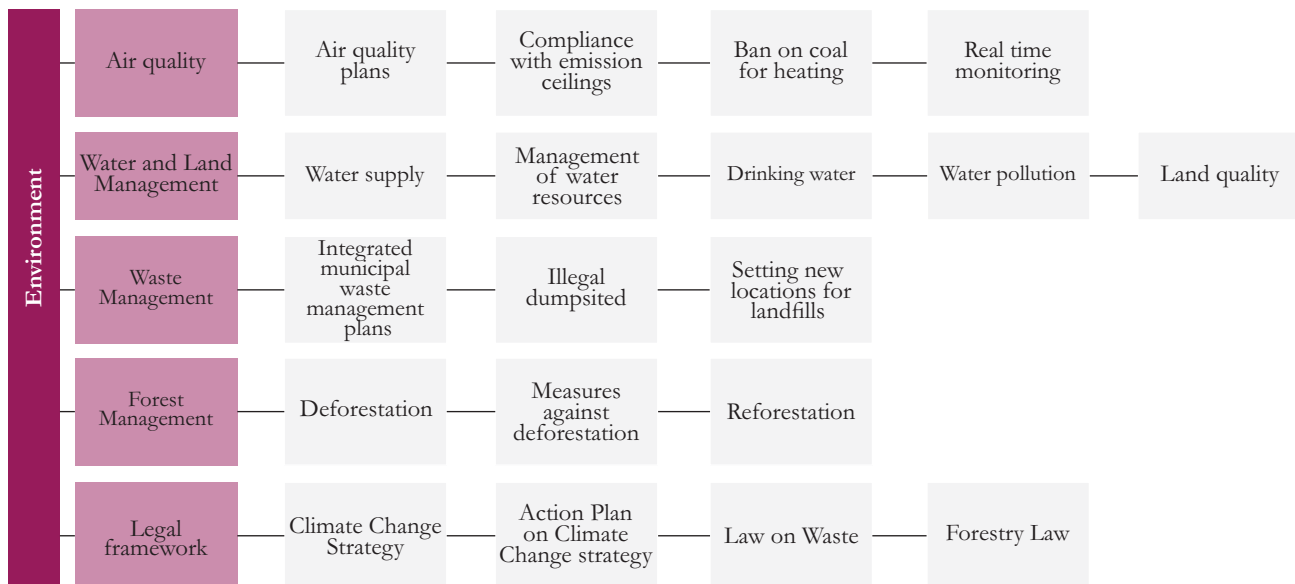 Environment
Air quality
Air quality
plans
Compliance
with emission
ceilings
Ban on coal
for heating
Real time
monitoring
Water and Land
Management
Water supply
Management
of water
resources
Drinking water
Water pollution
Land quality
Waste
Management
Integrated
municipal
waste
management
plans
Illegal
dumpsited
Setting new
locations for
landfills
Forest
Management
Deforestation
Measures
against
deforestation
Reforestation
Legal
framework
Climate Change
Strategy
Action Plan
on Climate
Change strategy
Law on Waste
Forestry Law